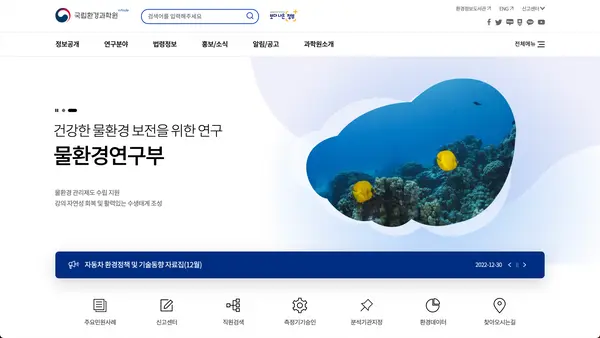 국립환경과학원
검색어를 입력해주세요
환경정보도서관
ENG
신고센터
정보공개
연구분야
법령정보
홍보/소식
알림/공고
과학원소개
전체메뉴
건강한 물환경 보전을 위한 연구
물환경연구부
물환경 관리제도 수립 지원
강의 자연성 회복 및 활력있는 수생태계 조성
자동차 환경정책 및 기술동향 자료집(12월)
2022-12-30
주요민원사례
신고센터
직원검색
측정기기승인
분석기관지정
환경데이터
찾아오시는길